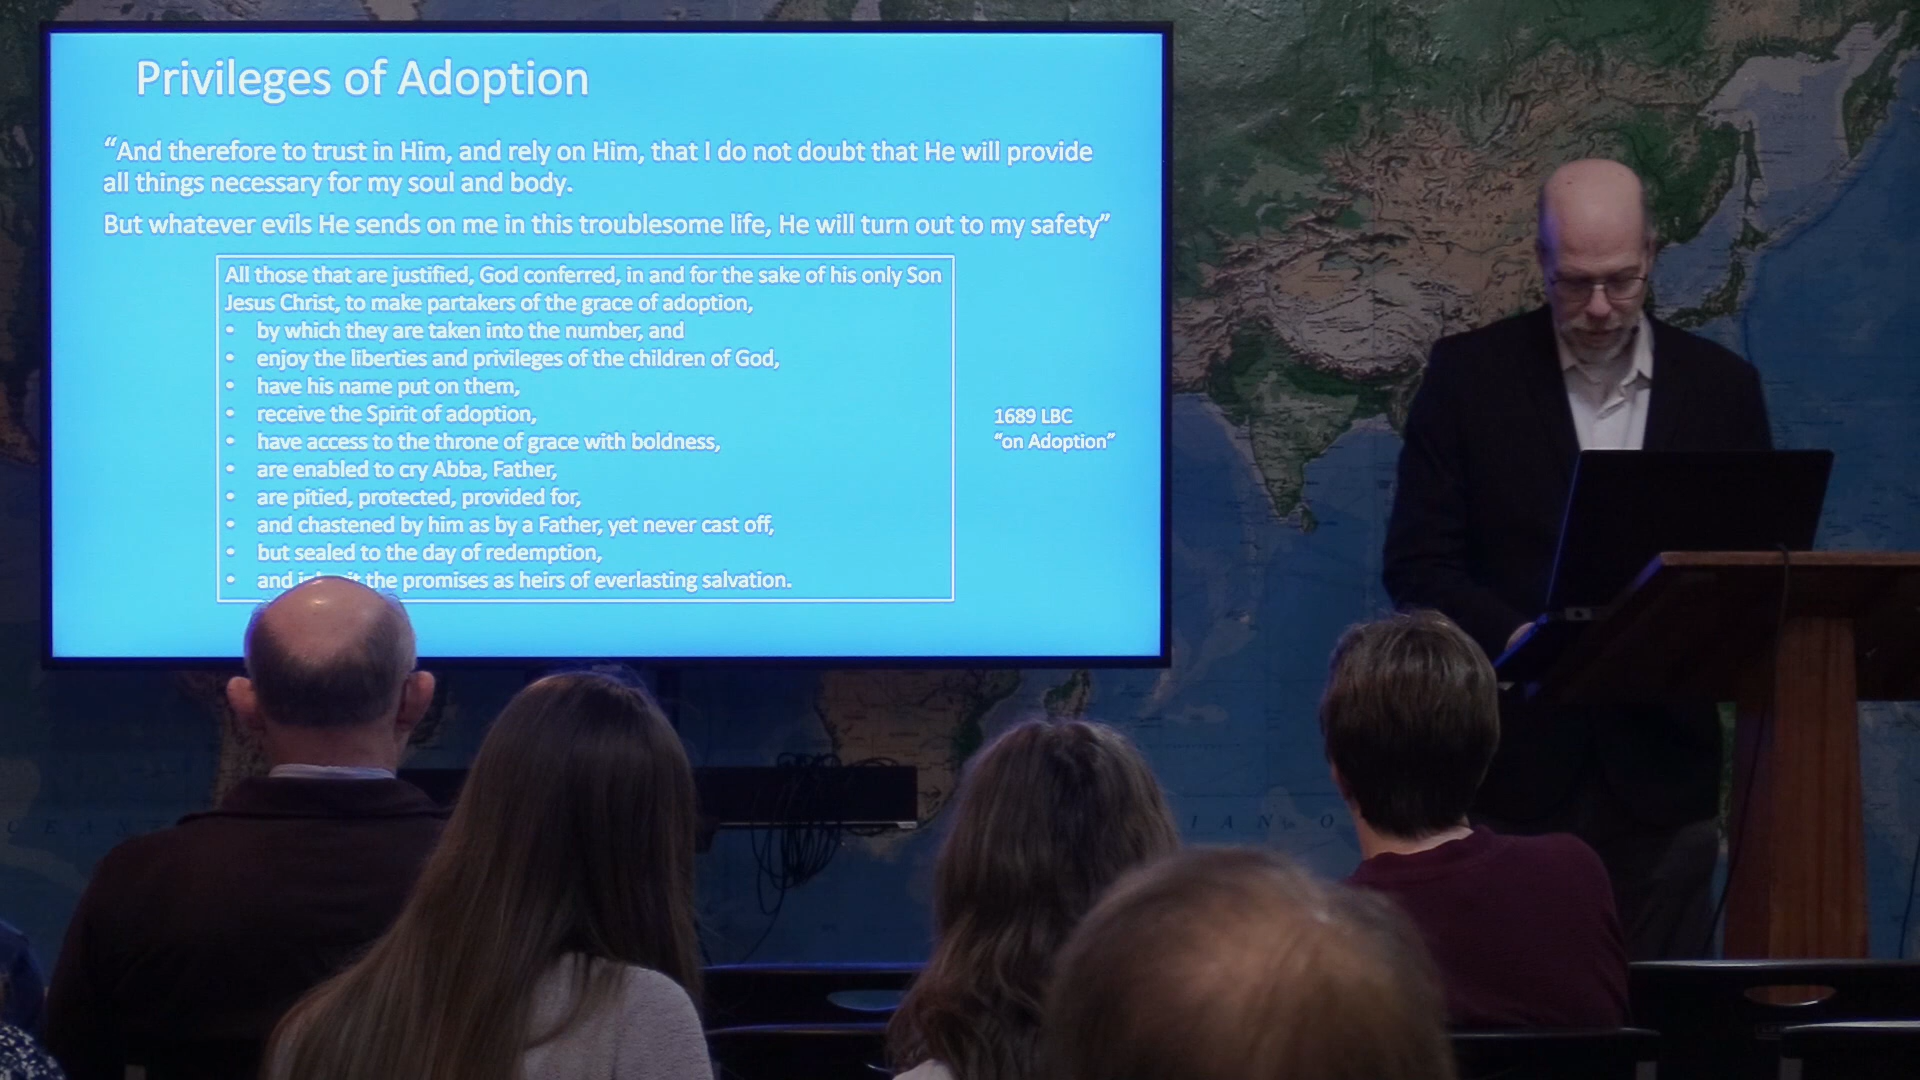 Privileges of Adoption
“And therefore to trust in Him, and rely on Him, that I do not doubt that He will provide
all things necessary for my soul and body.
But whatever evils He sends on me in this troublesome life, He will turn out to my safety”
All those that are justified, God conferred, in and for the sake of his only Son
Jesus Christ, to make partakers of the grace of adoption,
• by which they are taken into the number, and
• enjoy the liberties and privileges of the children of God,
• have his name put on them,
• receive the Spirit of adoption,
• have access to the throne of grace with boldness,
• are enabled to cry Abba, Father,
• are pitied, protected, provided for,
• and chastened by him as by a Father, yet never cast off,
• but sealed to the day of redemption,
• and the promises as heirs of everlasting salvation.
1689 LBC
“on Adoption”